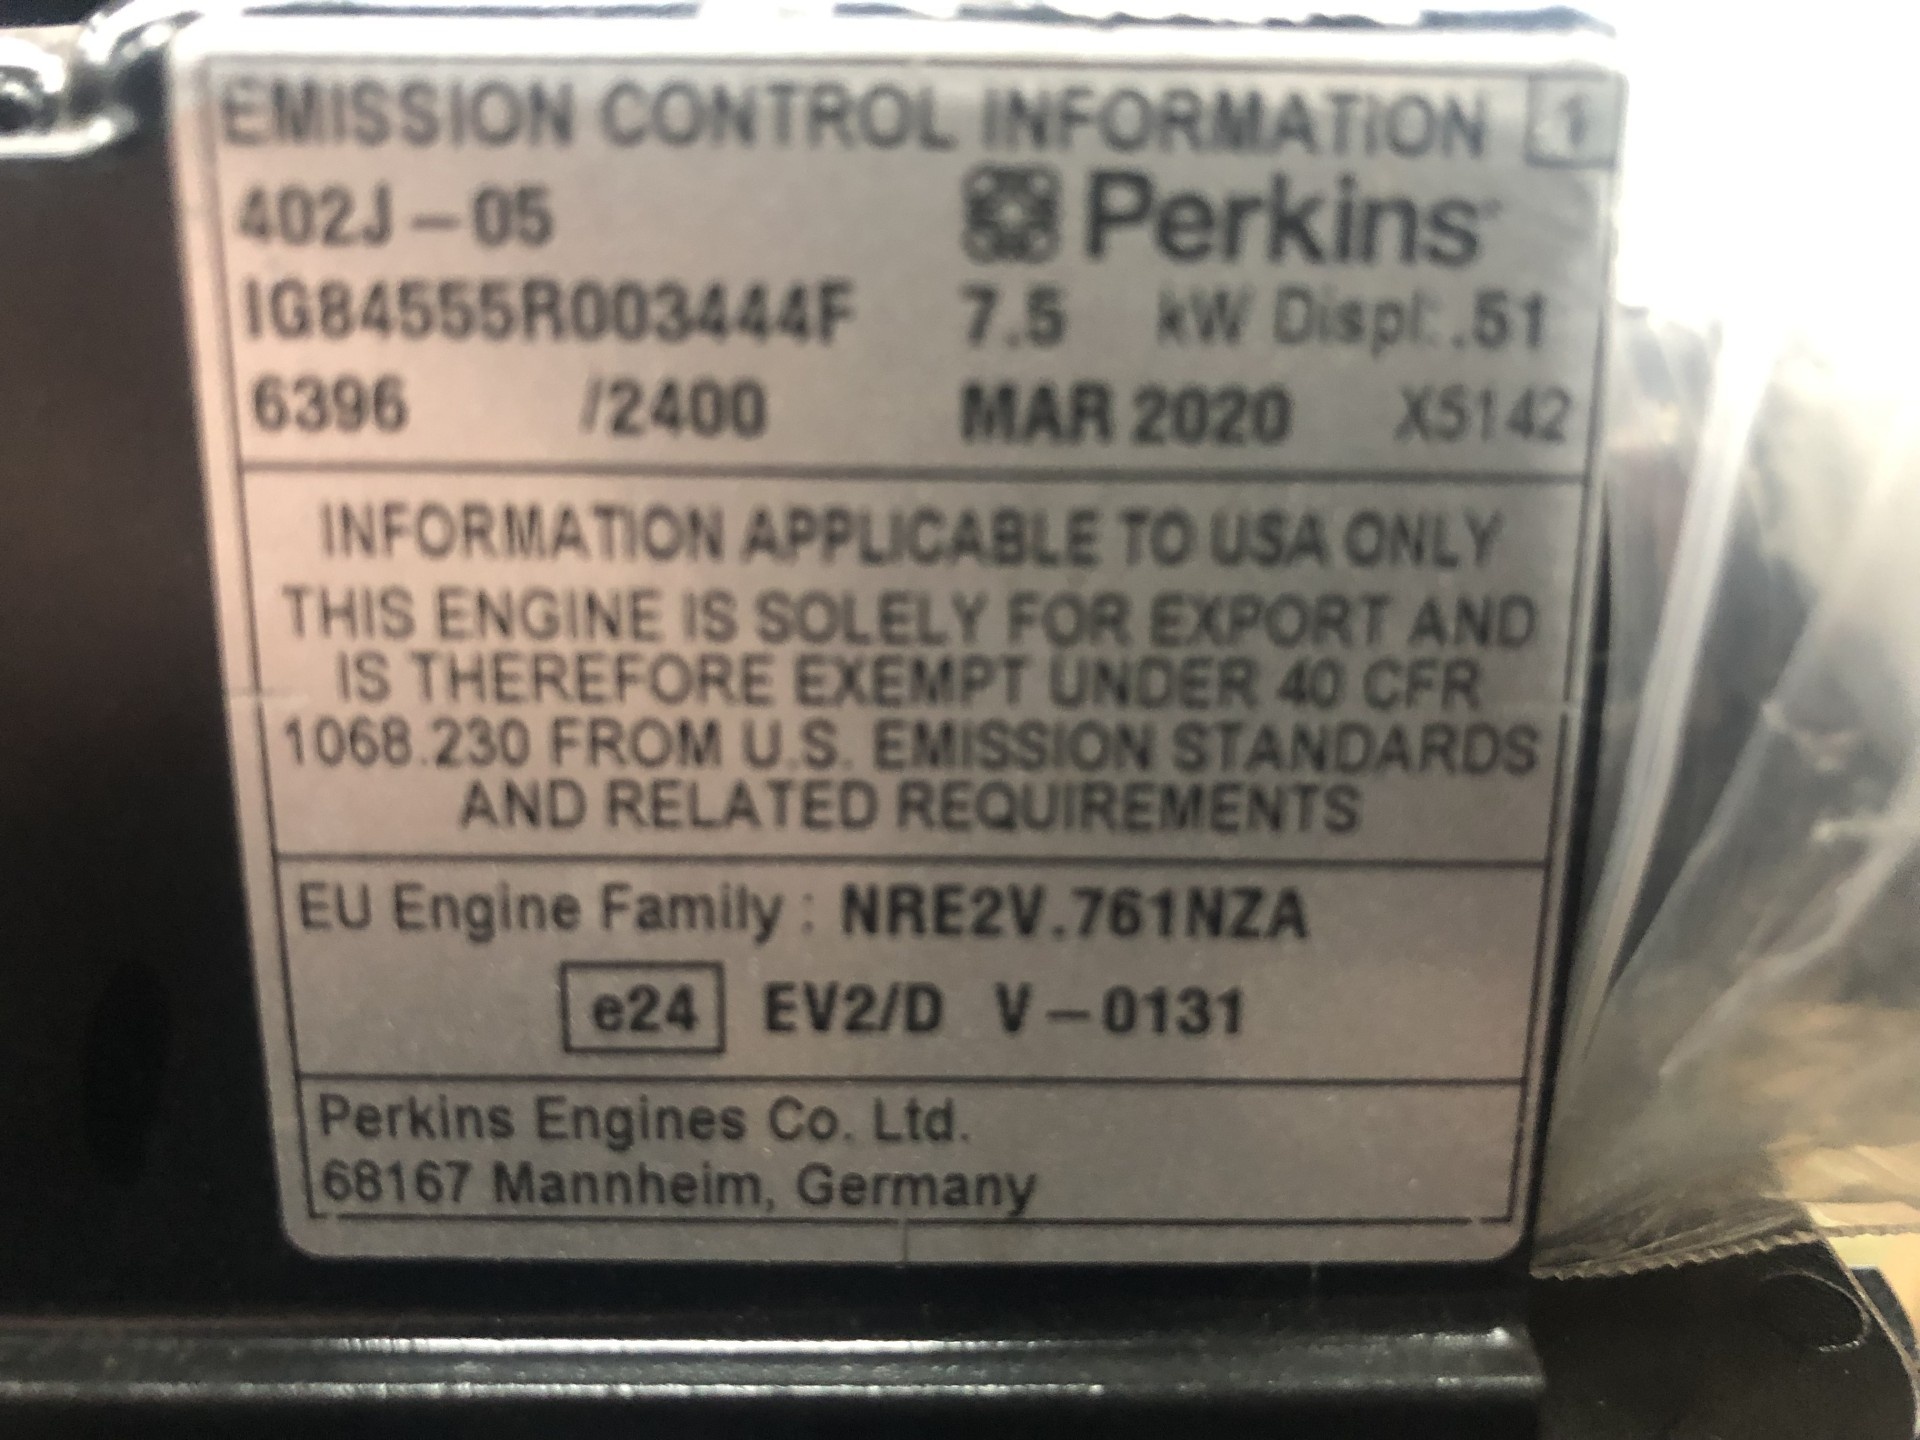 EMISSION CONTROL INFORMATION 1
402J-05 Perkins
IG84555R003444F 7.5 kW Displ: .51
6396 /2400 MAR 2020 X5142
INFORMATION APPLICABLE TO USA ONLY
THIS ENGINE IS SOLELY FOR EXPORT AND
IS THEREFORE EXEMPT UNDER 40 CFR
1068.230 FROM U.S. EMISSION STANDARDS
AND RELATED REQUIREMENTS
EU Engine Family : NRE2V.761NZA
e24 EV2/D V-0131
Perkins Engines Co. Ltd.
68167 Mannheim, Germany